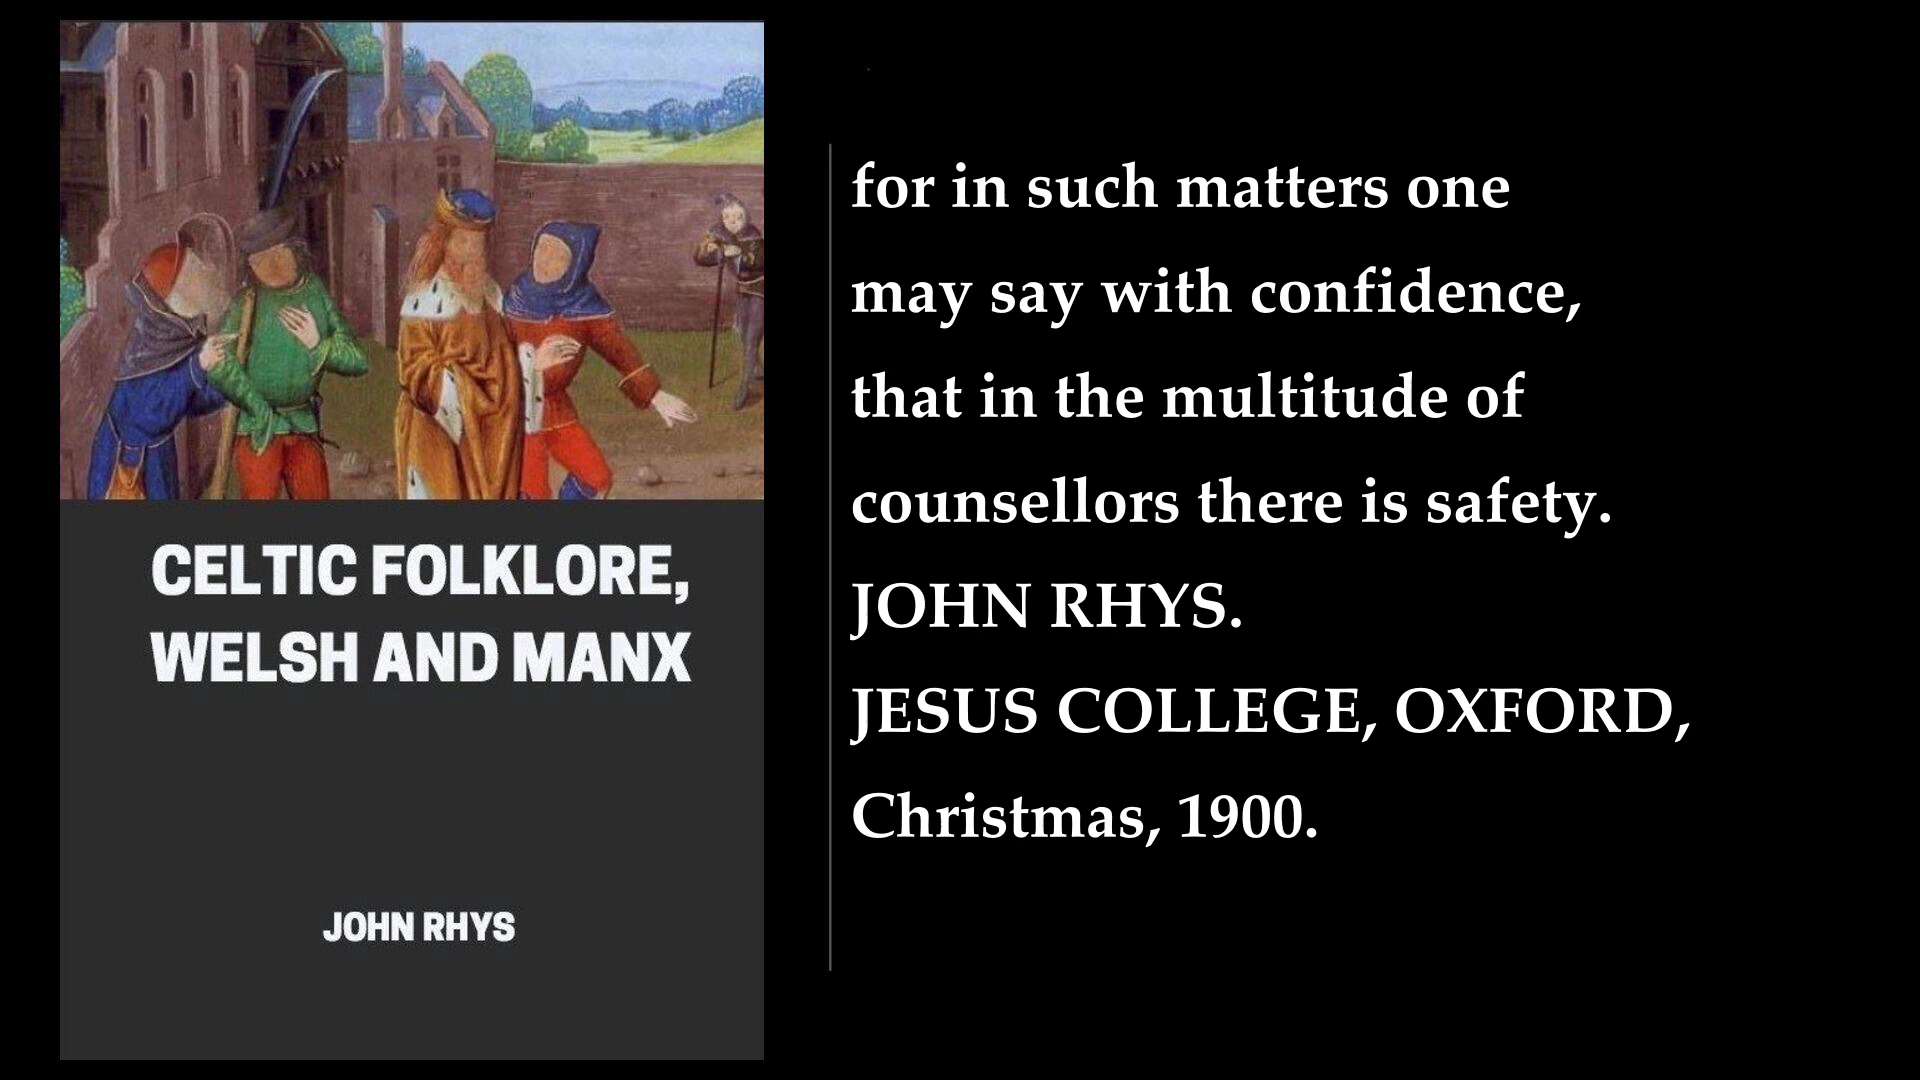 CELTIC FOLKLORE,
WELSH AND MANX
JOHN RHYS
for in such matters one
may say with confidence,
that in the multitude of
counsellors there is safety.
JOHN RHYS.
JESUS COLLEGE, OXFORD,
Christmas, 1900.